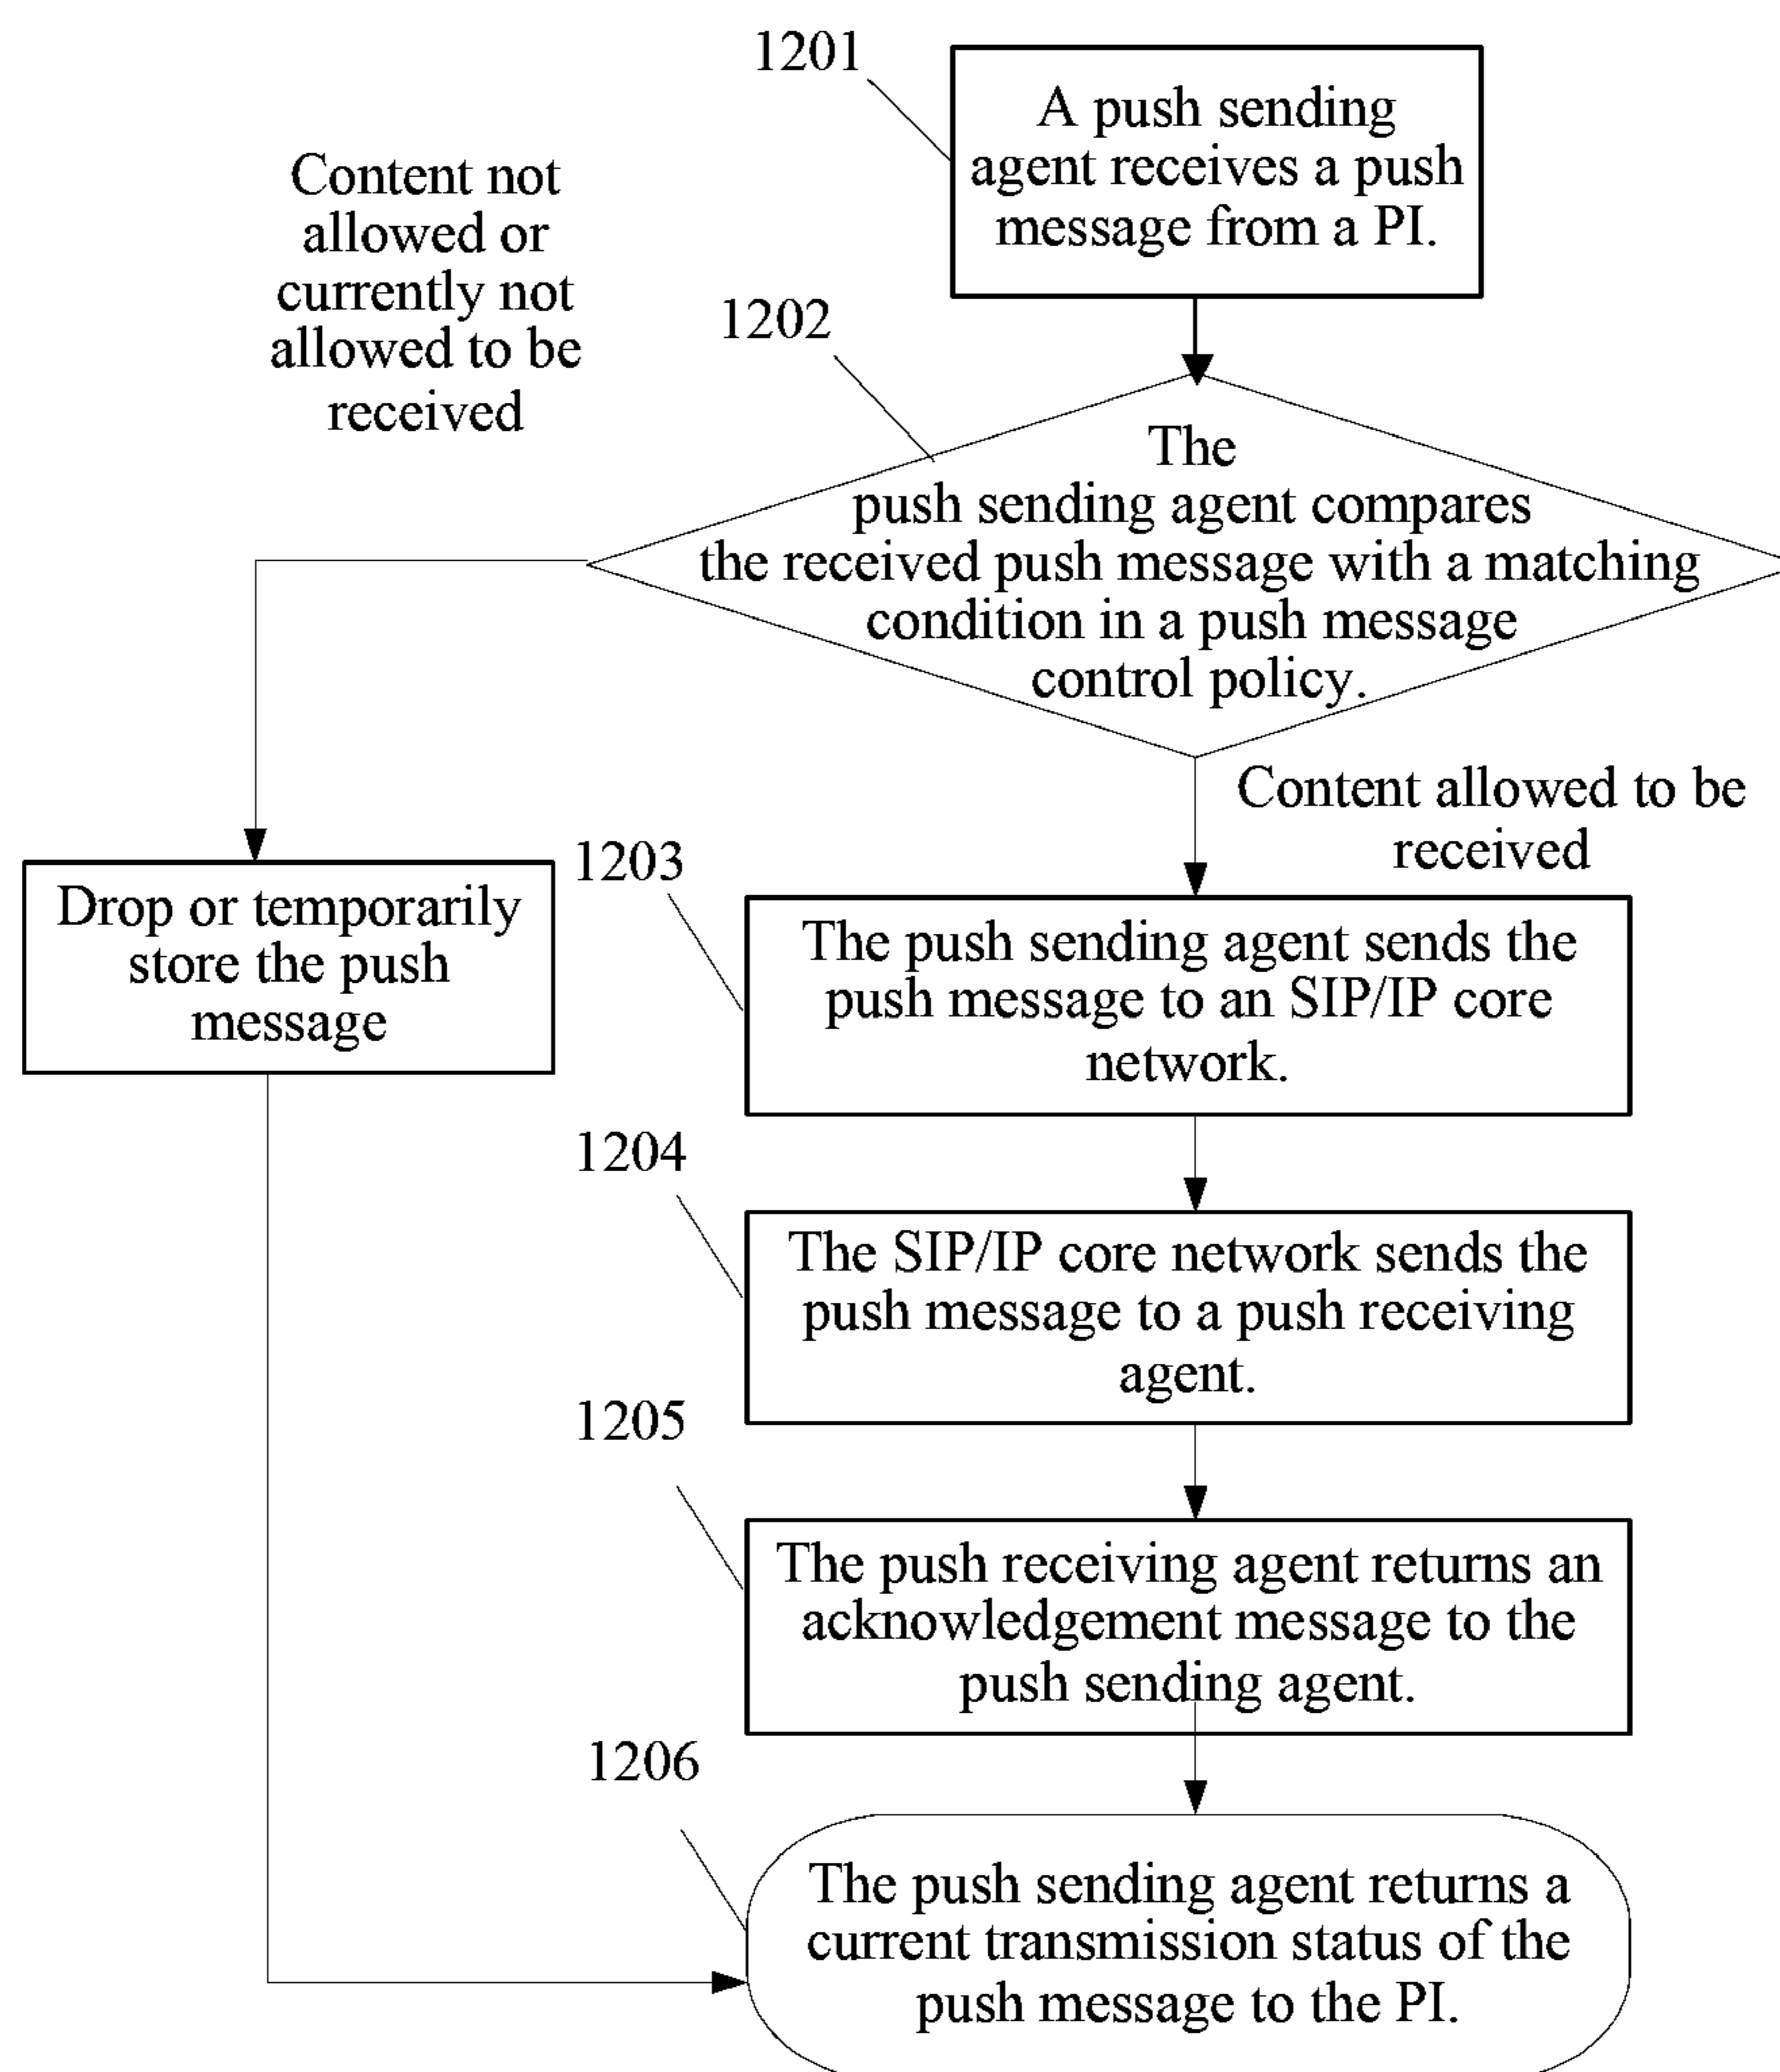 1201
A push sending
agent receives a push
message from a PI.
Content not
allowed or
currently not
allowed to be
received
1202
The
push sending agent compares
the received push message with a matching
condition in a push message
control policy.
Content allowed to be
received
Drop or temporarily
store the push
message
1203
The push sending agent sends the
push message to an SIP/IP core
network.
1204
The SIP/IP core network sends the
push message to a push receiving
agent.
1205
The push receiving agent returns an
acknowledgement message to the
push sending agent.
1206
The push sending agent returns a
current transmission status of the
push message to the PI.